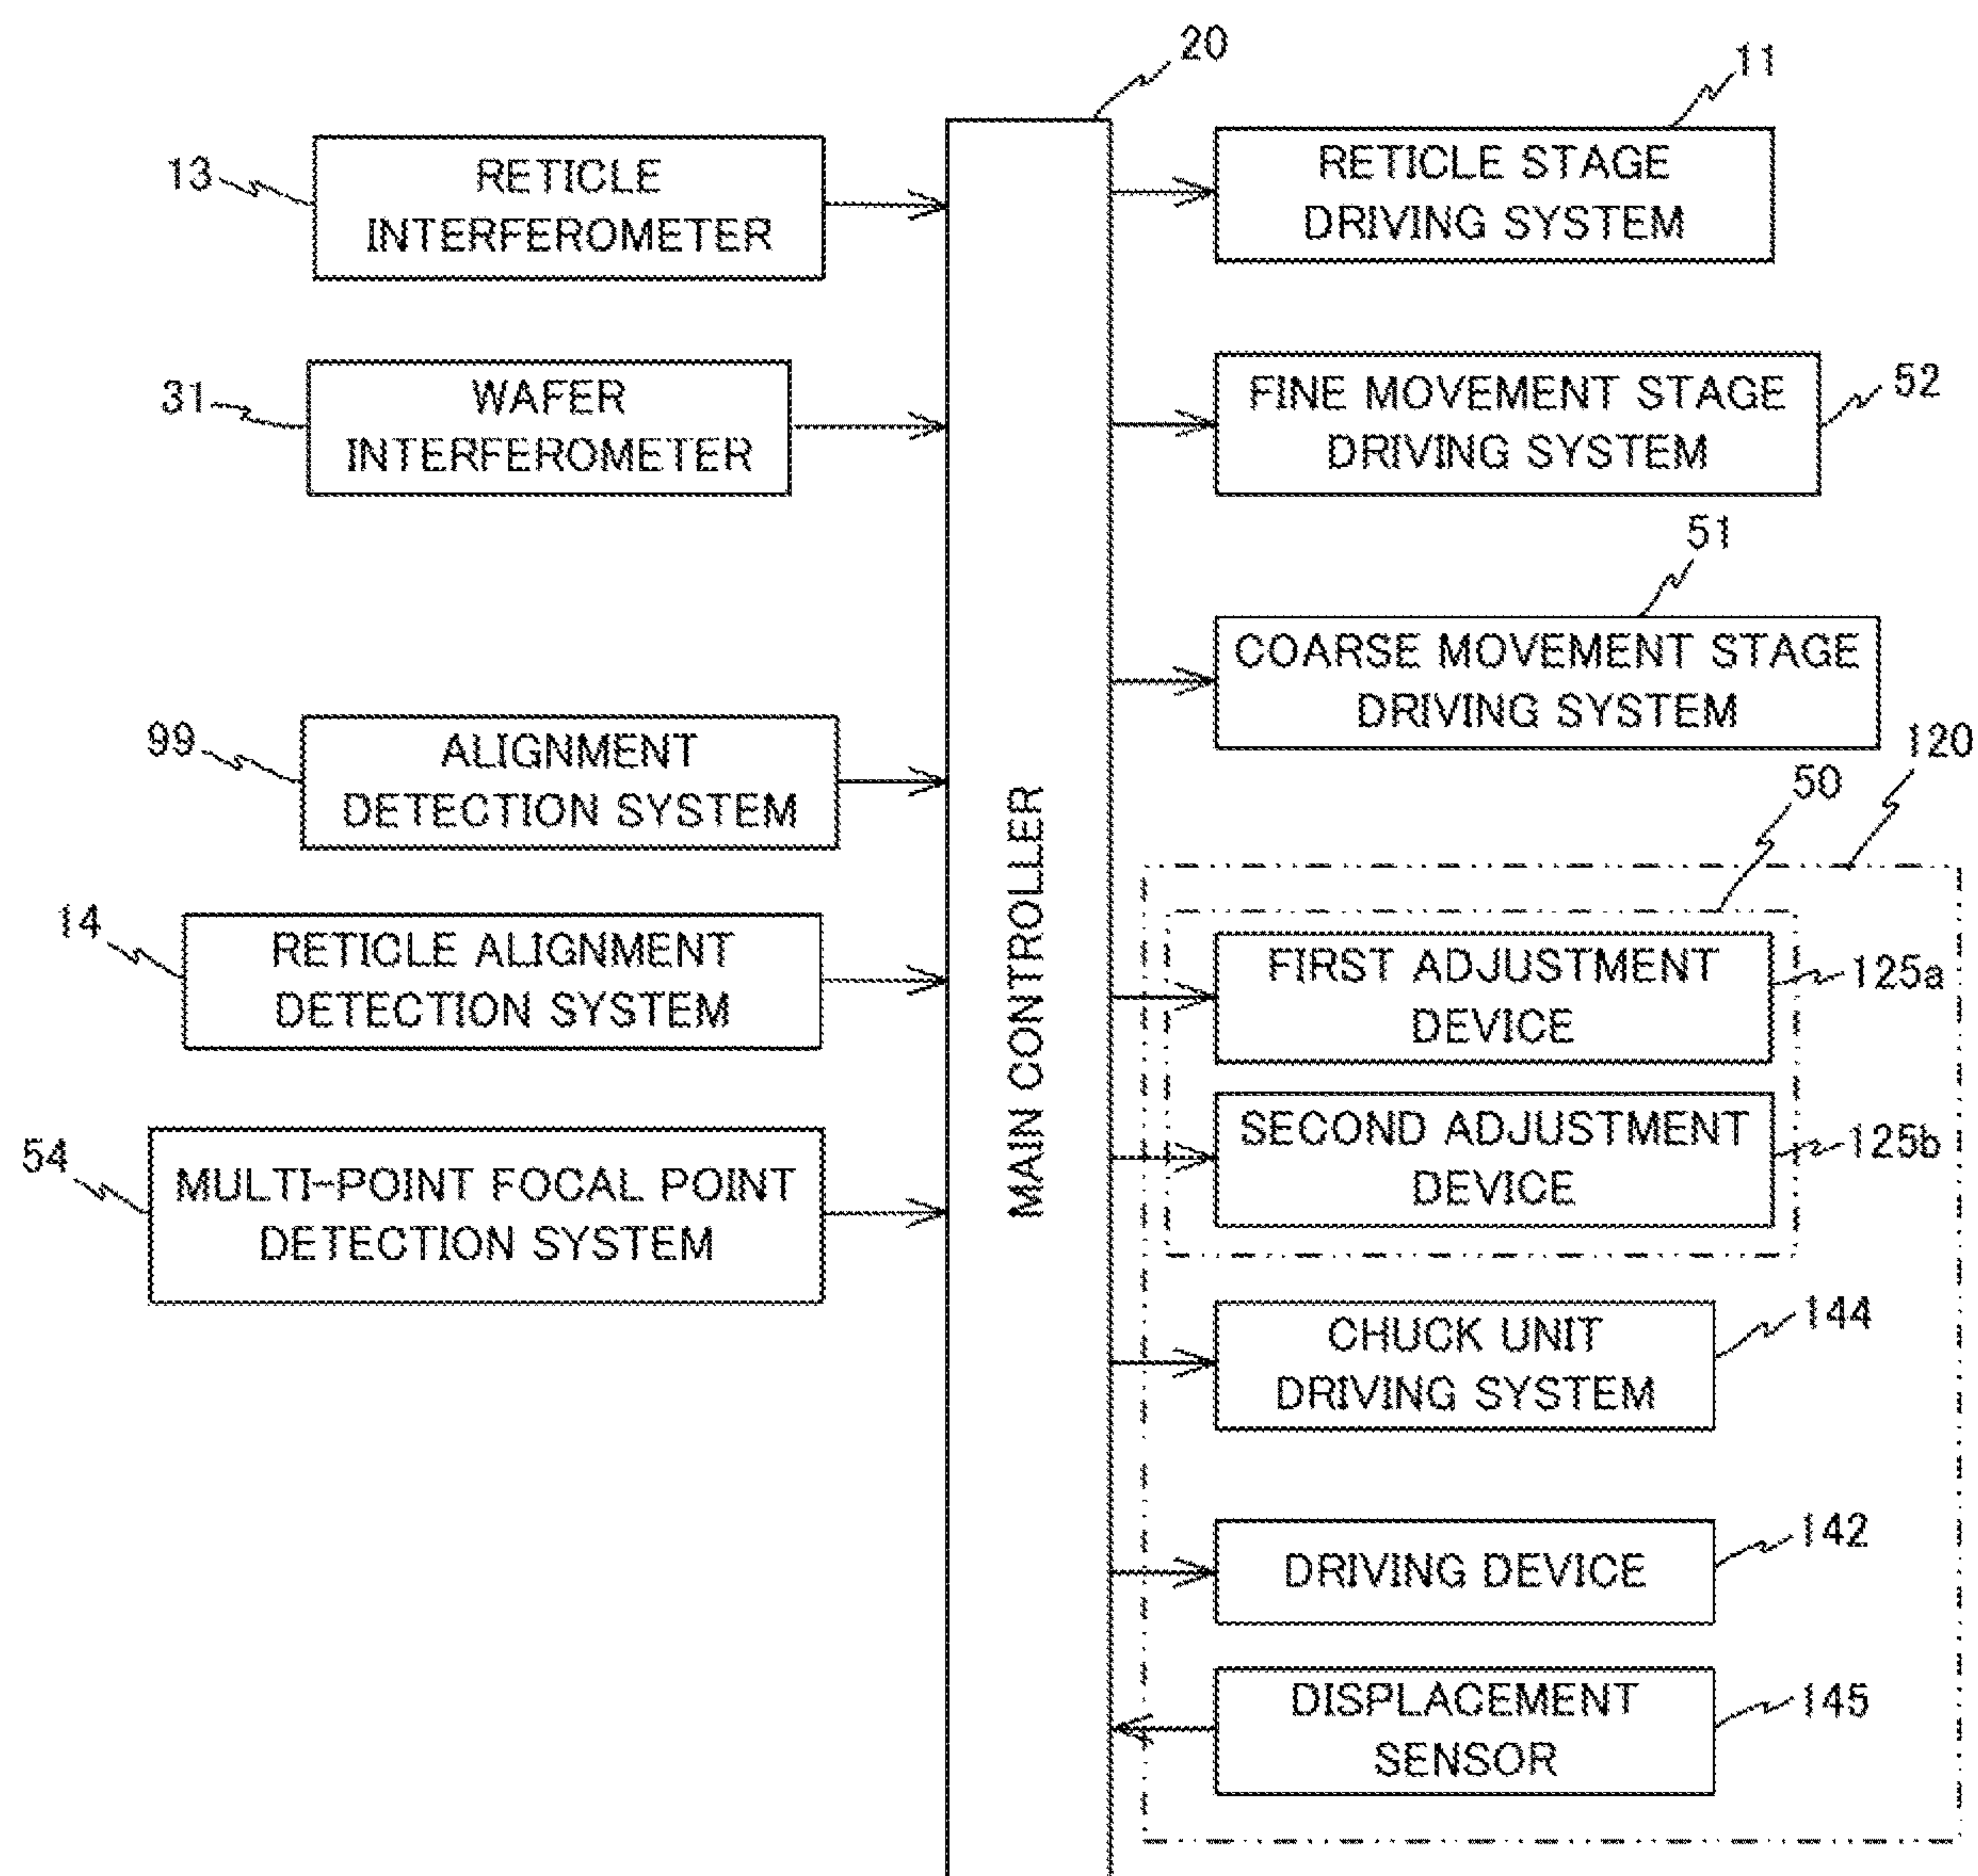 20
11
13
RETICLE
INTERFEROMETER
RETICLE STAGE
DRIVING SYSTEM
31
WAFER
INTERFEROMETER
FINE MOVEMENT STAGE
DRIVING SYSTEM
52
51
COARSE MOVEMENT STAGE
DRIVING SYSTEM
99
ALIGNMENT
DETECTION SYSTEM
120
50
MAIN CONTROLLER
14
RETICLE ALIGNMENT
DETECTION SYSTEM
FIRST ADJUSTMENT
DEVICE
125a
54
MULTI-POINT FOCAL POINT
DETECTION SYSTEM
SECOND ADJUSTMENT
DEVICE
125b
CHUCK UNIT
DRIVING SYSTEM
144
DRIVING DEVICE
142
DISPLACEMENT
SENSOR
145